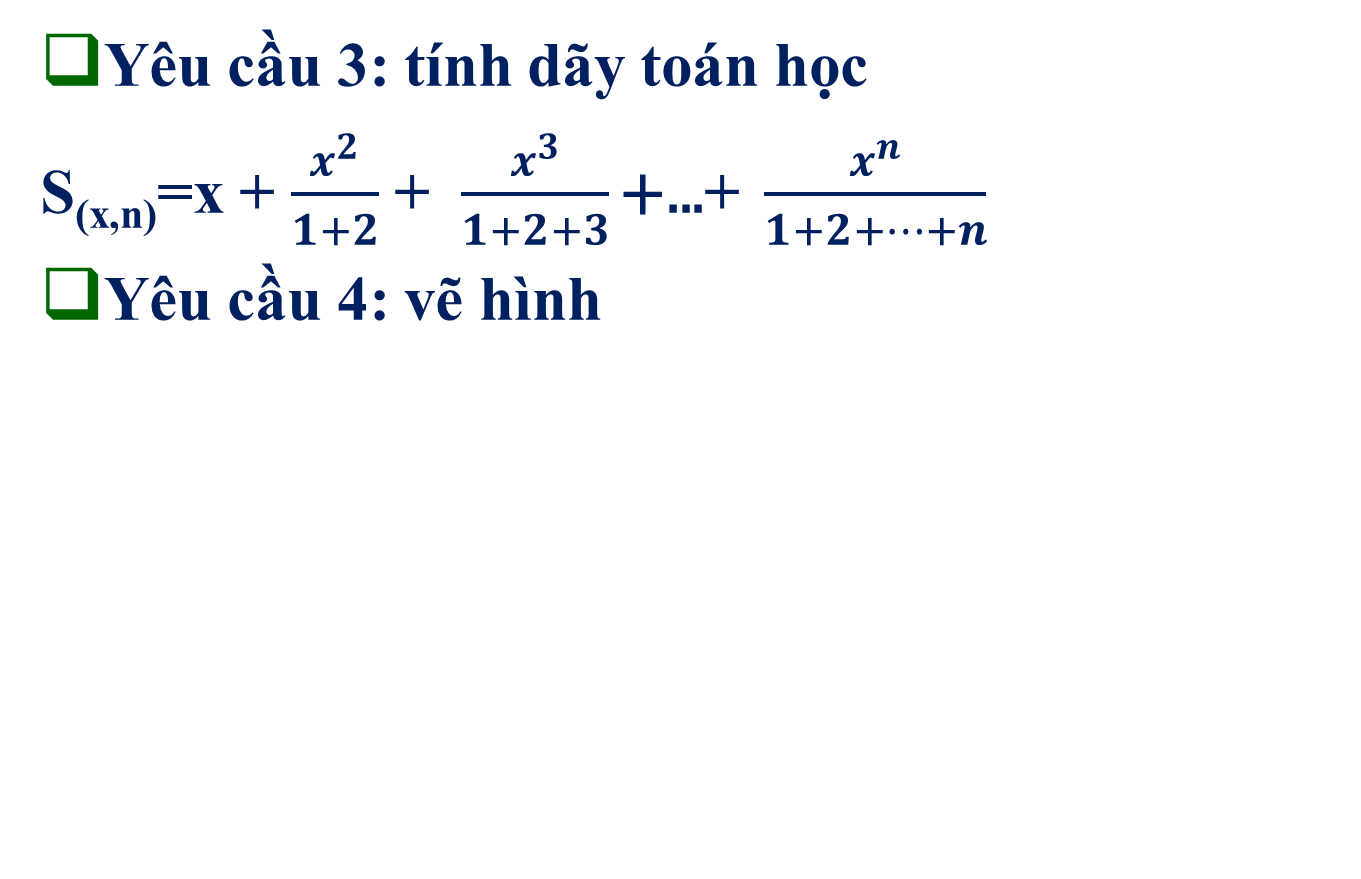 ❑Yêu cầu 3: tính dãy toán học
S(x,n)=x + x^2/(1+2) + x^3/(1+2+3) +...+ x^n/(1+2+⋯+n)
❑Yêu cầu 4: vẽ hình